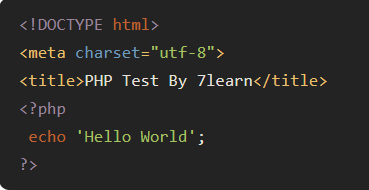 <!DOCTYPE html>
<meta charset="utf-8">
<title>PHP Test By 7learn</title>
<?php
 echo 'Hello World';
?>